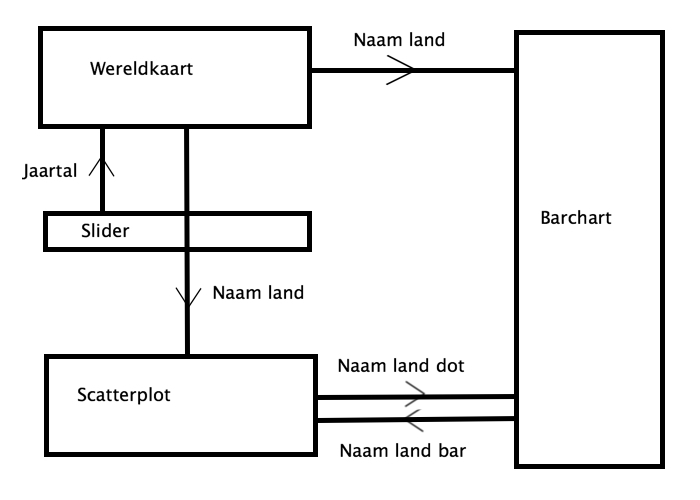 Naam land
Wereldkaart
Jaartal
Slider
Barchart
Naam land
Naam land dot
Scatterplot
Naam land bar